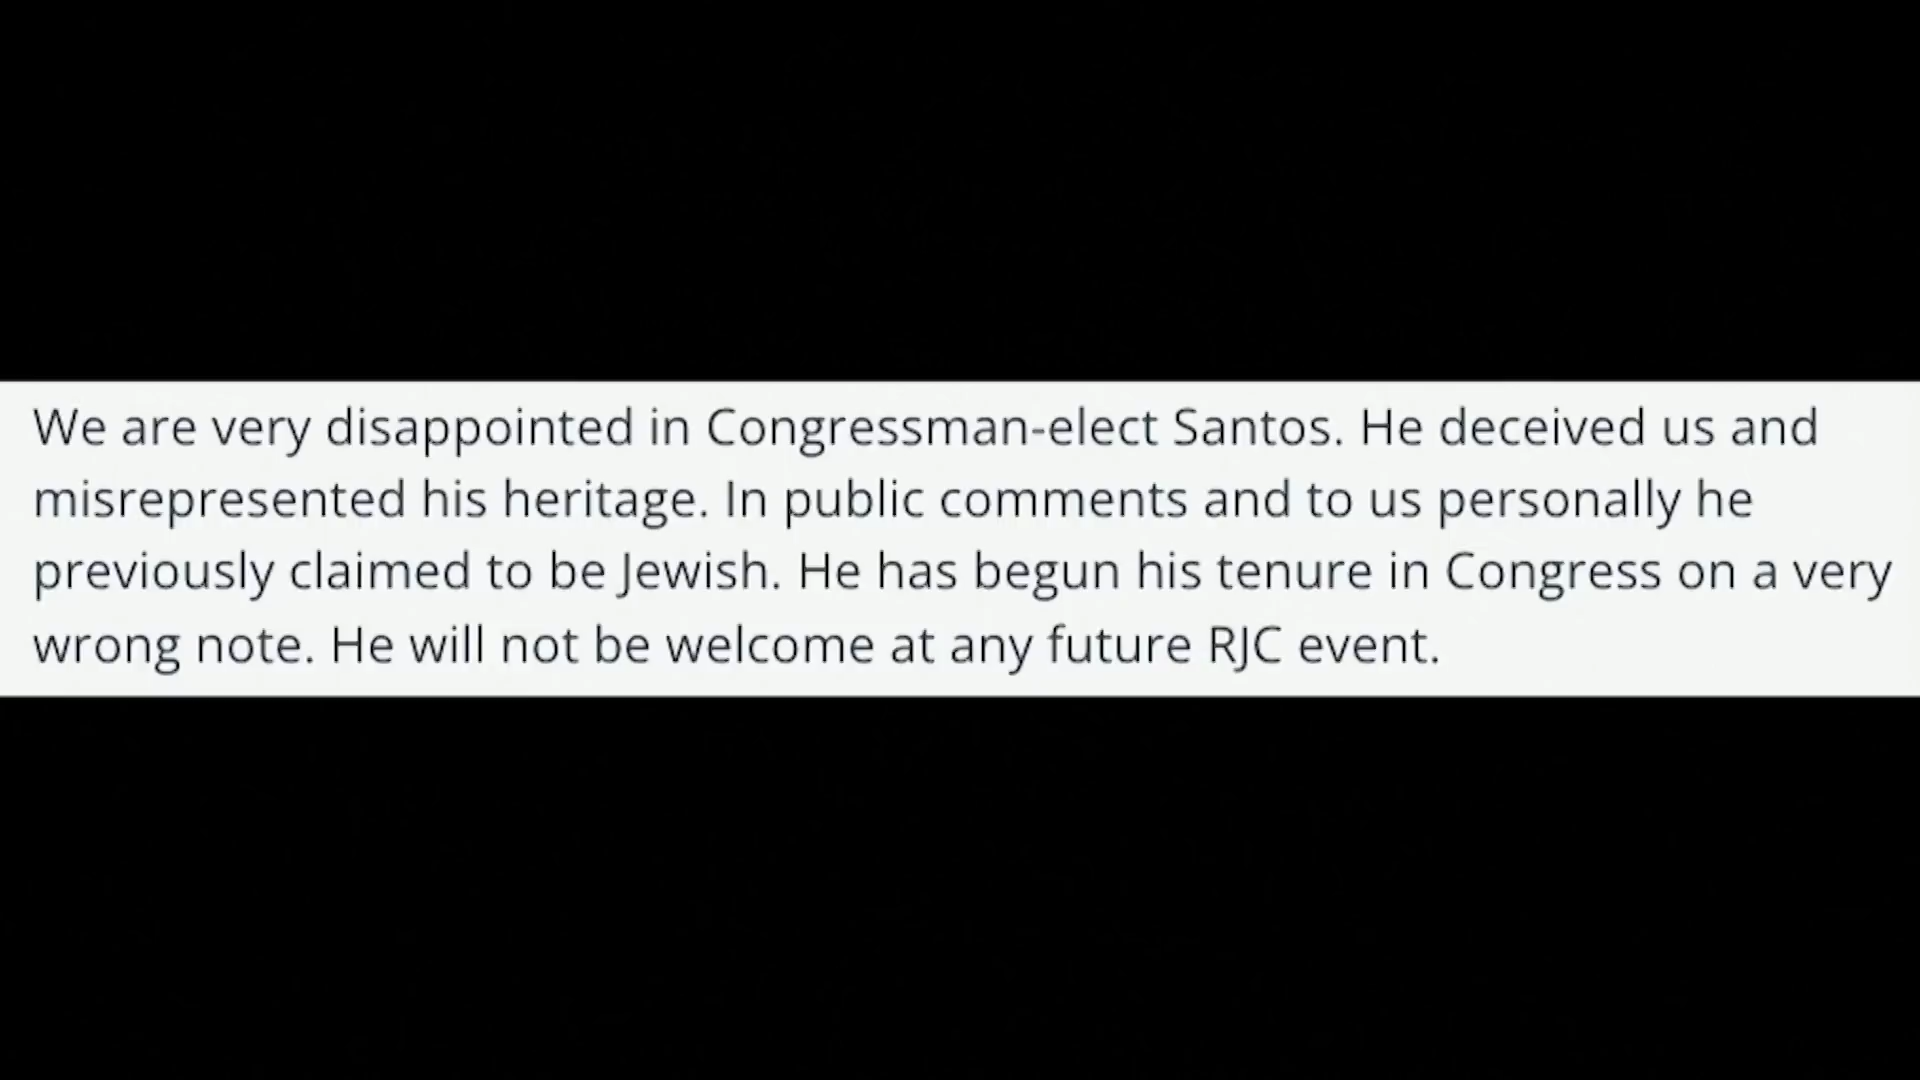 We are very disappointed in Congressman-elect Santos. He deceived us and
misrepresented his heritage. In public comments and to us personally he
previously claimed to be Jewish. He has begun his tenure in Congress on a very
wrong note. He will not be welcome at any future RJC event.